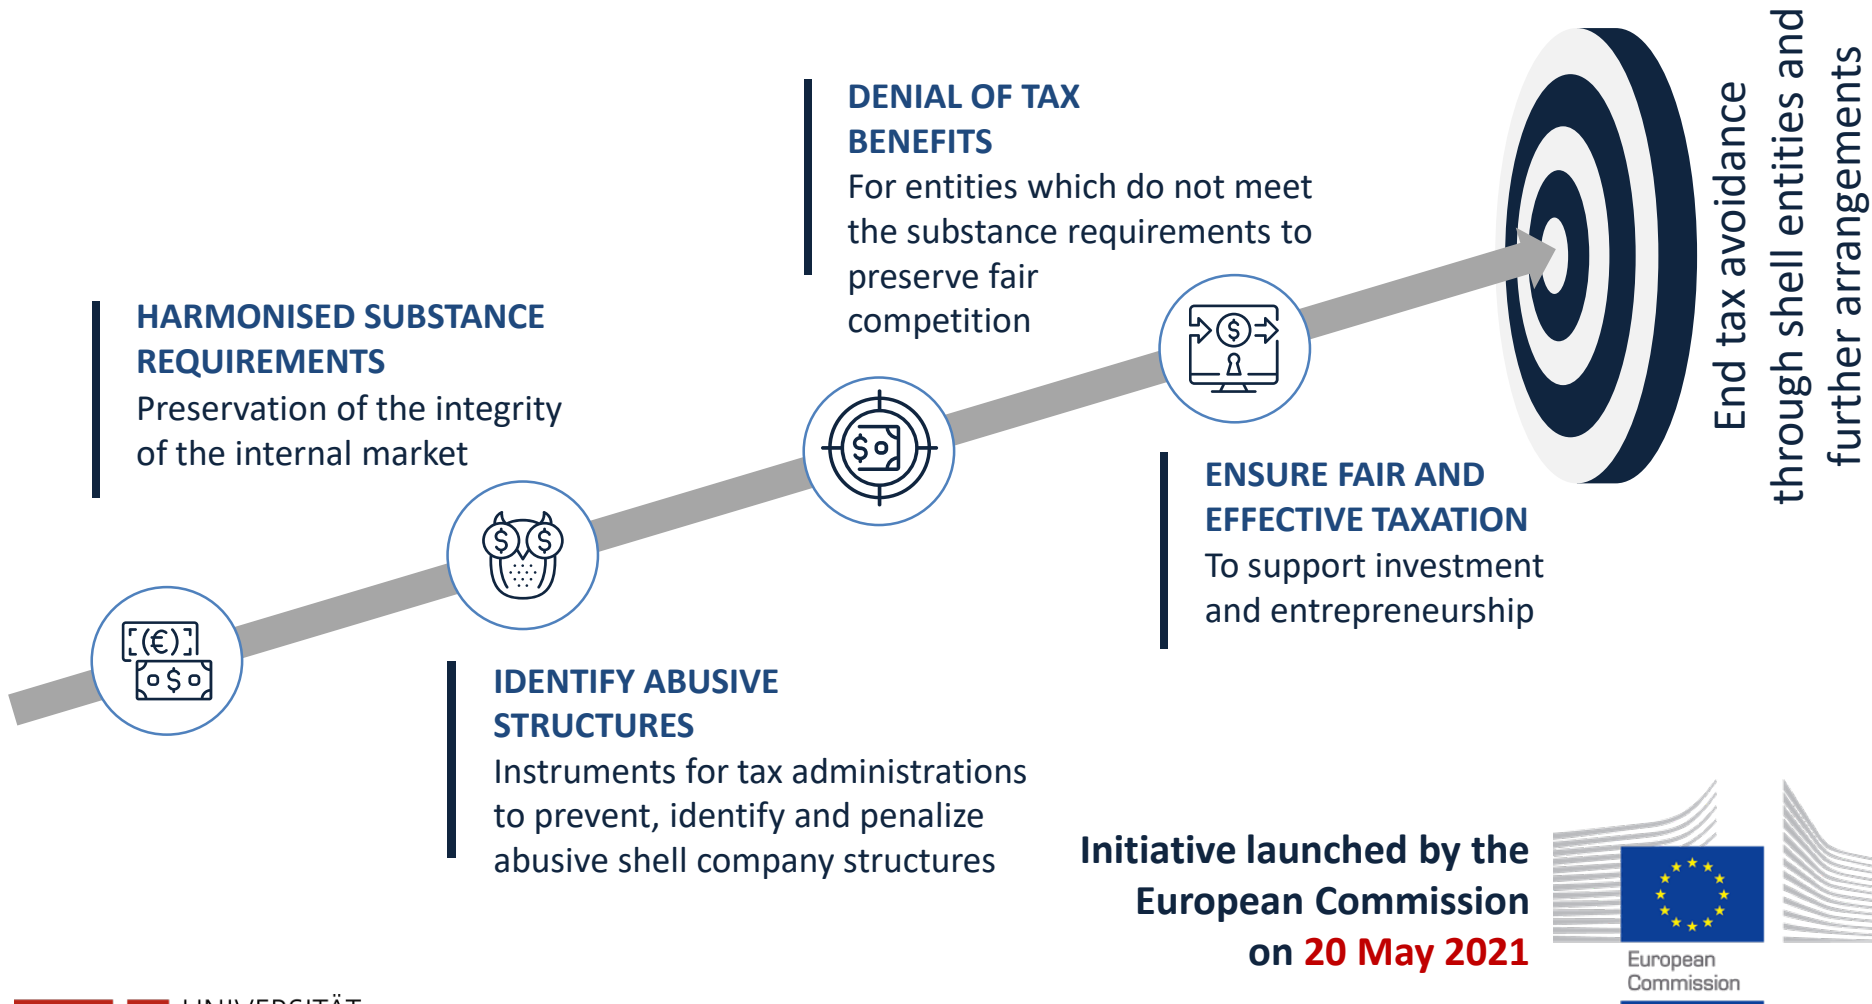 HARMONISED SUBSTANCE
REQUIREMENTS
Preservation of the integrity
of the internal market
IDENTIFY ABUSIVE
STRUCTURES
Instruments for tax administrations
to prevent, identify and penalize
abusive shell company structures
DENIAL OF TAX
BENEFITS
For entities which do not meet
the substance requirements to
preserve fair
competition
ENSURE FAIR AND
EFFECTIVE TAXATION
To support investment
and entrepreneurship
End tax avoidance
through shell entities and
further arrangements
Initiative launched by the
European Commission
on 20 May 2021
European
Commission
UNIVERSITÄT